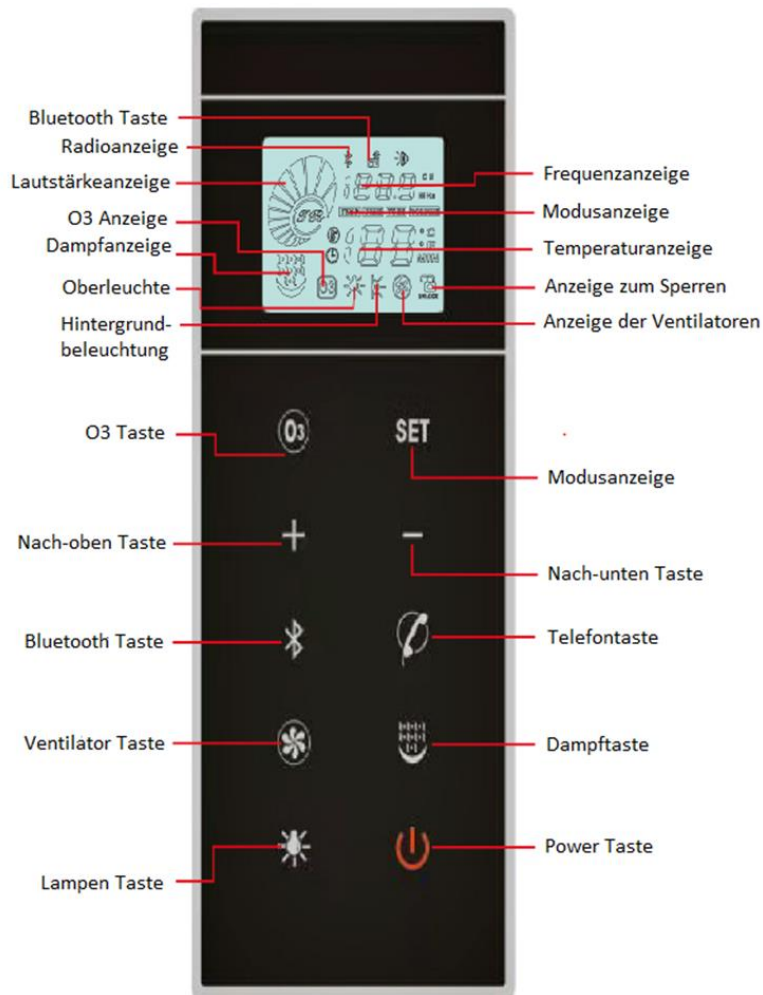 Bluetooth Taste
Radioanzeige
Lautstärkeanzeige
O3 Anzeige
Dampfanzeige
Oberleuchte
Hintergrund-
beleuchtung
Frequenzanzeige
Modusanzeige
Temperaturanzeige
Anzeige zum Sperren
Anzeige der Ventilatoren
O3
O3 Taste
O3
SET
Modusanzeige
Nach-oben Taste
+
-
Nach-unten Taste
Bluetooth Taste
Telefontaste
Ventilator Taste
Dampftaste
Lampen Taste
Power Taste